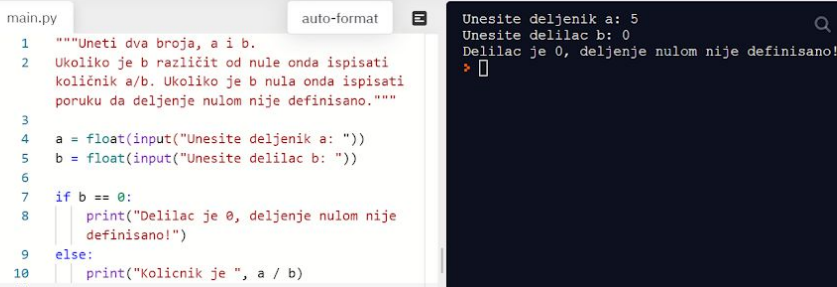 main.py
auto-format
1 """Uneti dva broja, a i b.
2 Ukoliko je b različit od nule onda ispisati
količnik a/b. Ukoliko je b nula onda ispisati
poruku da deljenje nulom nije definisano."""
3
4 a = float(input("Unesite deljenik a: "))
5 b = float(input("Unesite delilac b: "))
6
7 if b == 0:
8 print("Delilac je 0, deljenje nulom nije
definisano!")
9 else:
10 print("Kolicnik je ", a / b)
Unesite deljenik a: 5
Unesite delilac b: 0
Delilac je 0, deljenje nulom nije definisano!
>